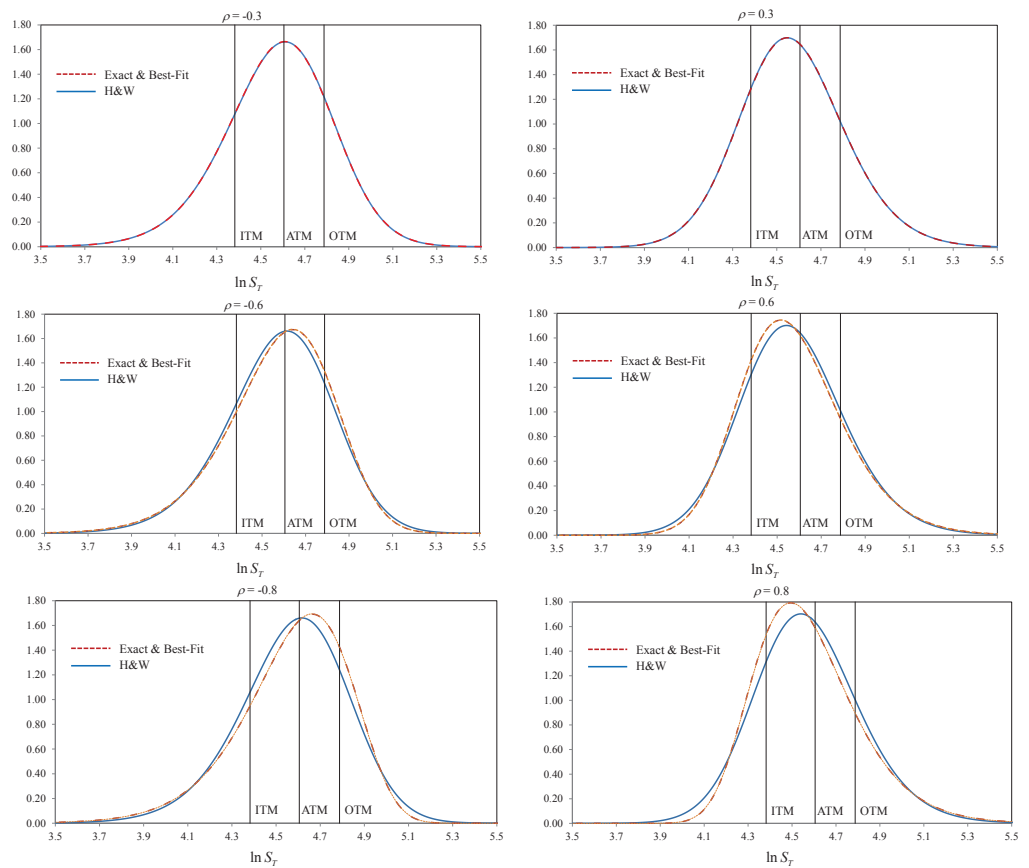 ρ = -0.3
1.80
1.60
1.40
1.20
1.00
0.80
0.60
0.40
0.20
0.00
Exact & Best-Fit
H&W
ITM ATM OTM
3.5 3.7 3.9 4.1 4.3 4.5 4.7 4.9 5.1 5.3 5.5
ln S_T
ρ = 0.3
1.80
1.60
1.40
1.20
1.00
0.80
0.60
0.40
0.20
0.00
Exact & Best-Fit
H&W
ITM ATM OTM
3.5 3.7 3.9 4.1 4.3 4.5 4.7 4.9 5.1 5.3 5.5
ln S_T
ρ = -0.6
1.80
1.60
1.40
1.20
1.00
0.80
0.60
0.40
0.20
0.00
Exact & Best-Fit
H&W
ITM ATM OTM
3.5 3.7 3.9 4.1 4.3 4.5 4.7 4.9 5.1 5.3 5.5
ln S_T
ρ = 0.6
1.80
1.60
1.40
1.20
1.00
0.80
0.60
0.40
0.20
0.00
Exact & Best-Fit
H&W
ITM ATM OTM
3.5 3.7 3.9 4.1 4.3 4.5 4.7 4.9 5.1 5.3 5.5
ln S_T
ρ = -0.8
1.80
1.60
1.40
1.20
1.00
0.80
0.60
0.40
0.20
0.00
Exact & Best-Fit
H&W
ITM ATM OTM
3.5 3.7 3.9 4.1 4.3 4.5 4.7 4.9 5.1 5.3 5.5
ln S_T
ρ = 0.8
1.80
1.60
1.40
1.20
1.00
0.80
0.60
0.40
0.20
0.00
Exact & Best-Fit
H&W
ITM ATM OTM
3.5 3.7 3.9 4.1 4.3 4.5 4.7 4.9 5.1 5.3 5.5
ln S_T